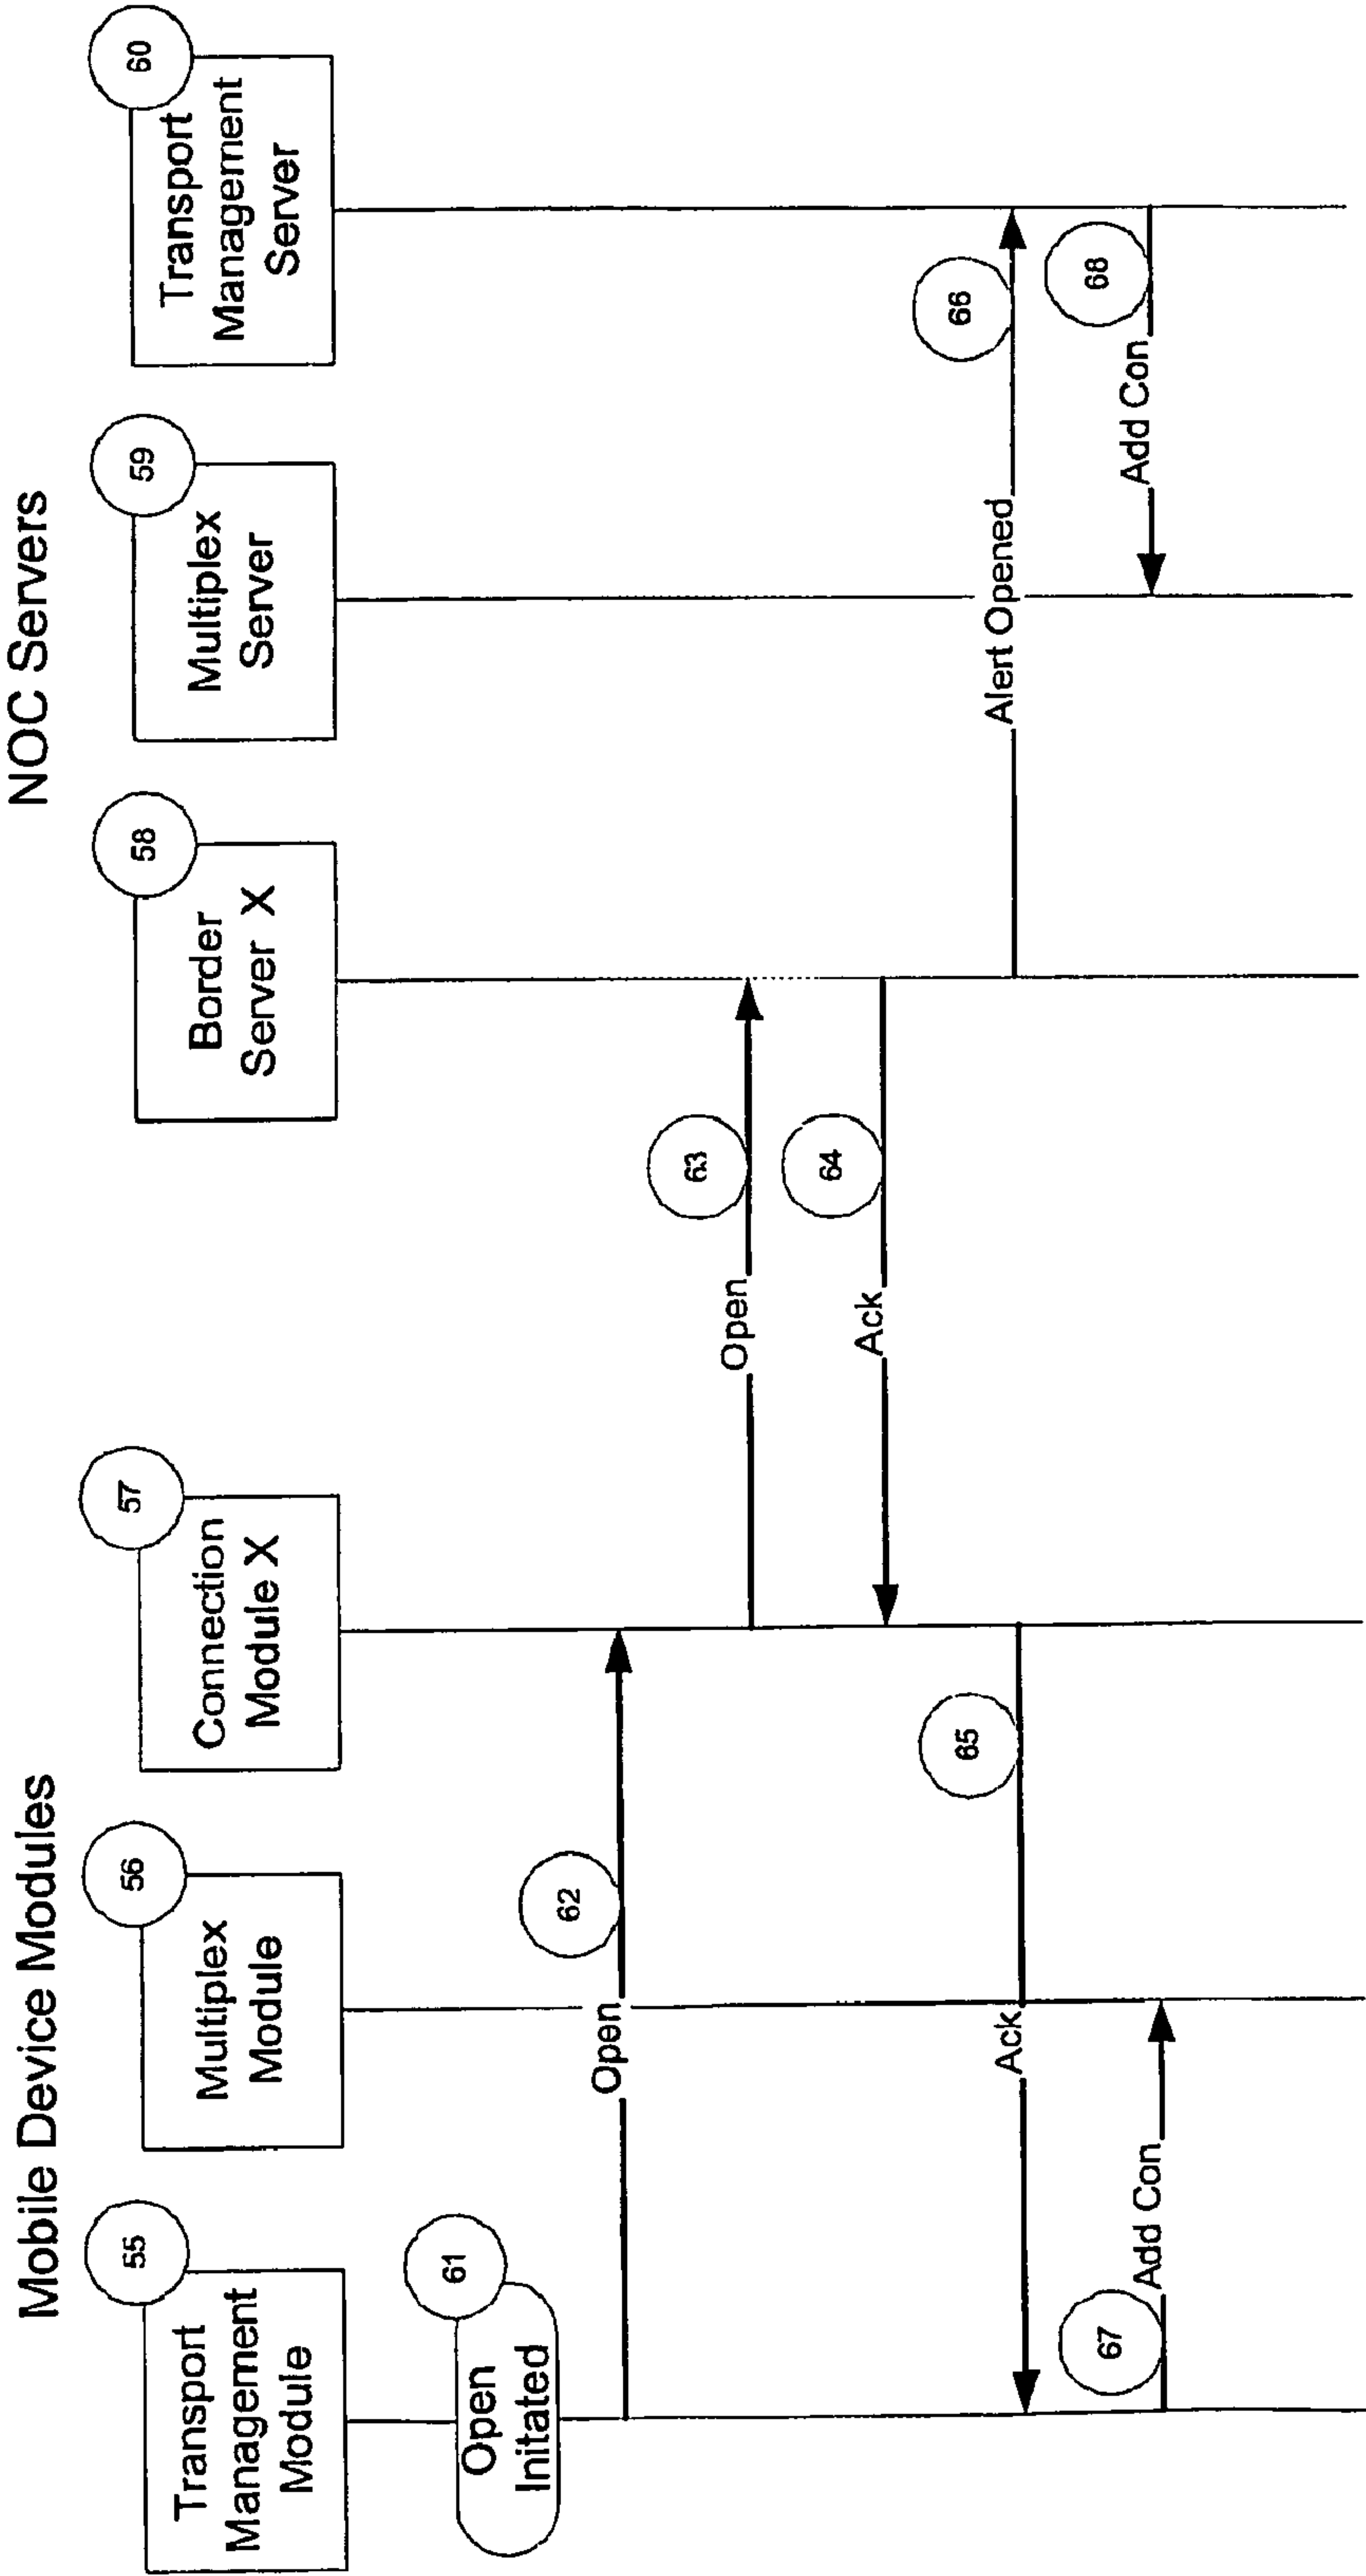 Mobile Device Modules
NOC Servers
55
Transport
Management
Module
56
Multiplex
Module
57
Connection
Module X
58
Border
Server X
59
Multiplex
Server
60
Transport
Management
Server
61
Open
Initated
62
Open
63
Open
64
Ack
65
Ack
66
Alert Opened
67
Add Con
68
Add Con